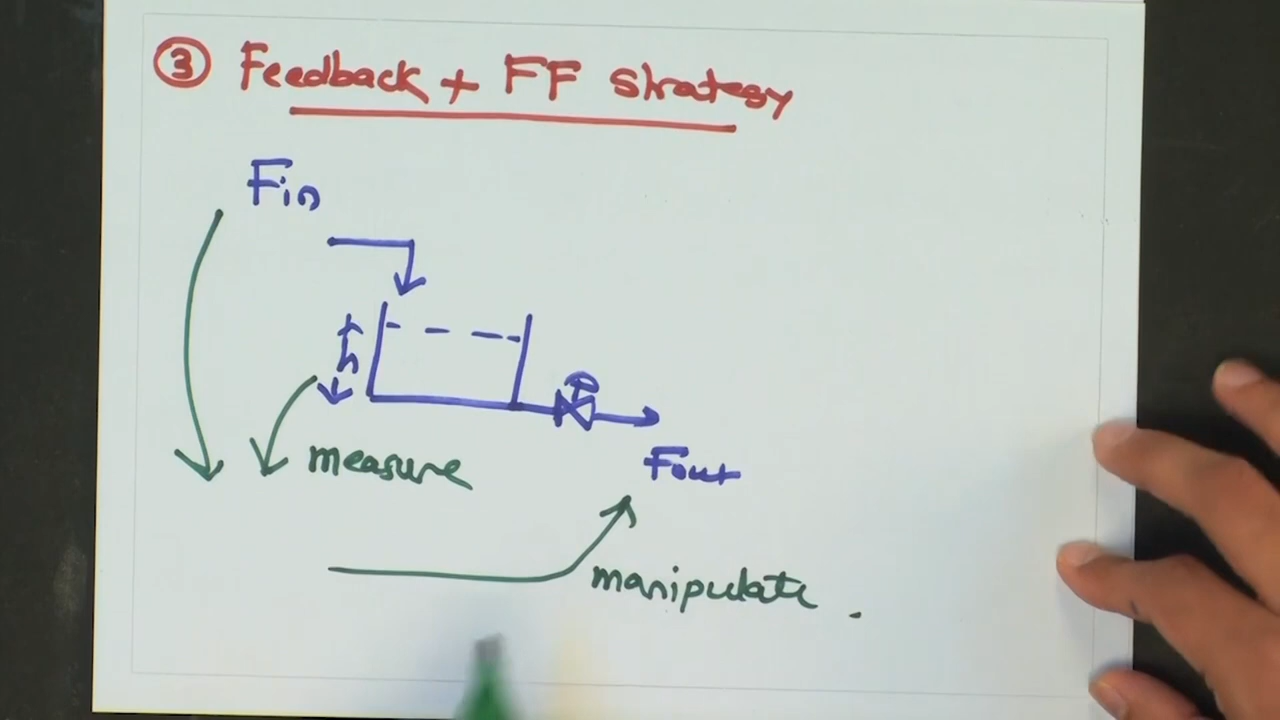 ③ Feedback + FF Strategy
Fin
h
measure
Fout
manipulate.